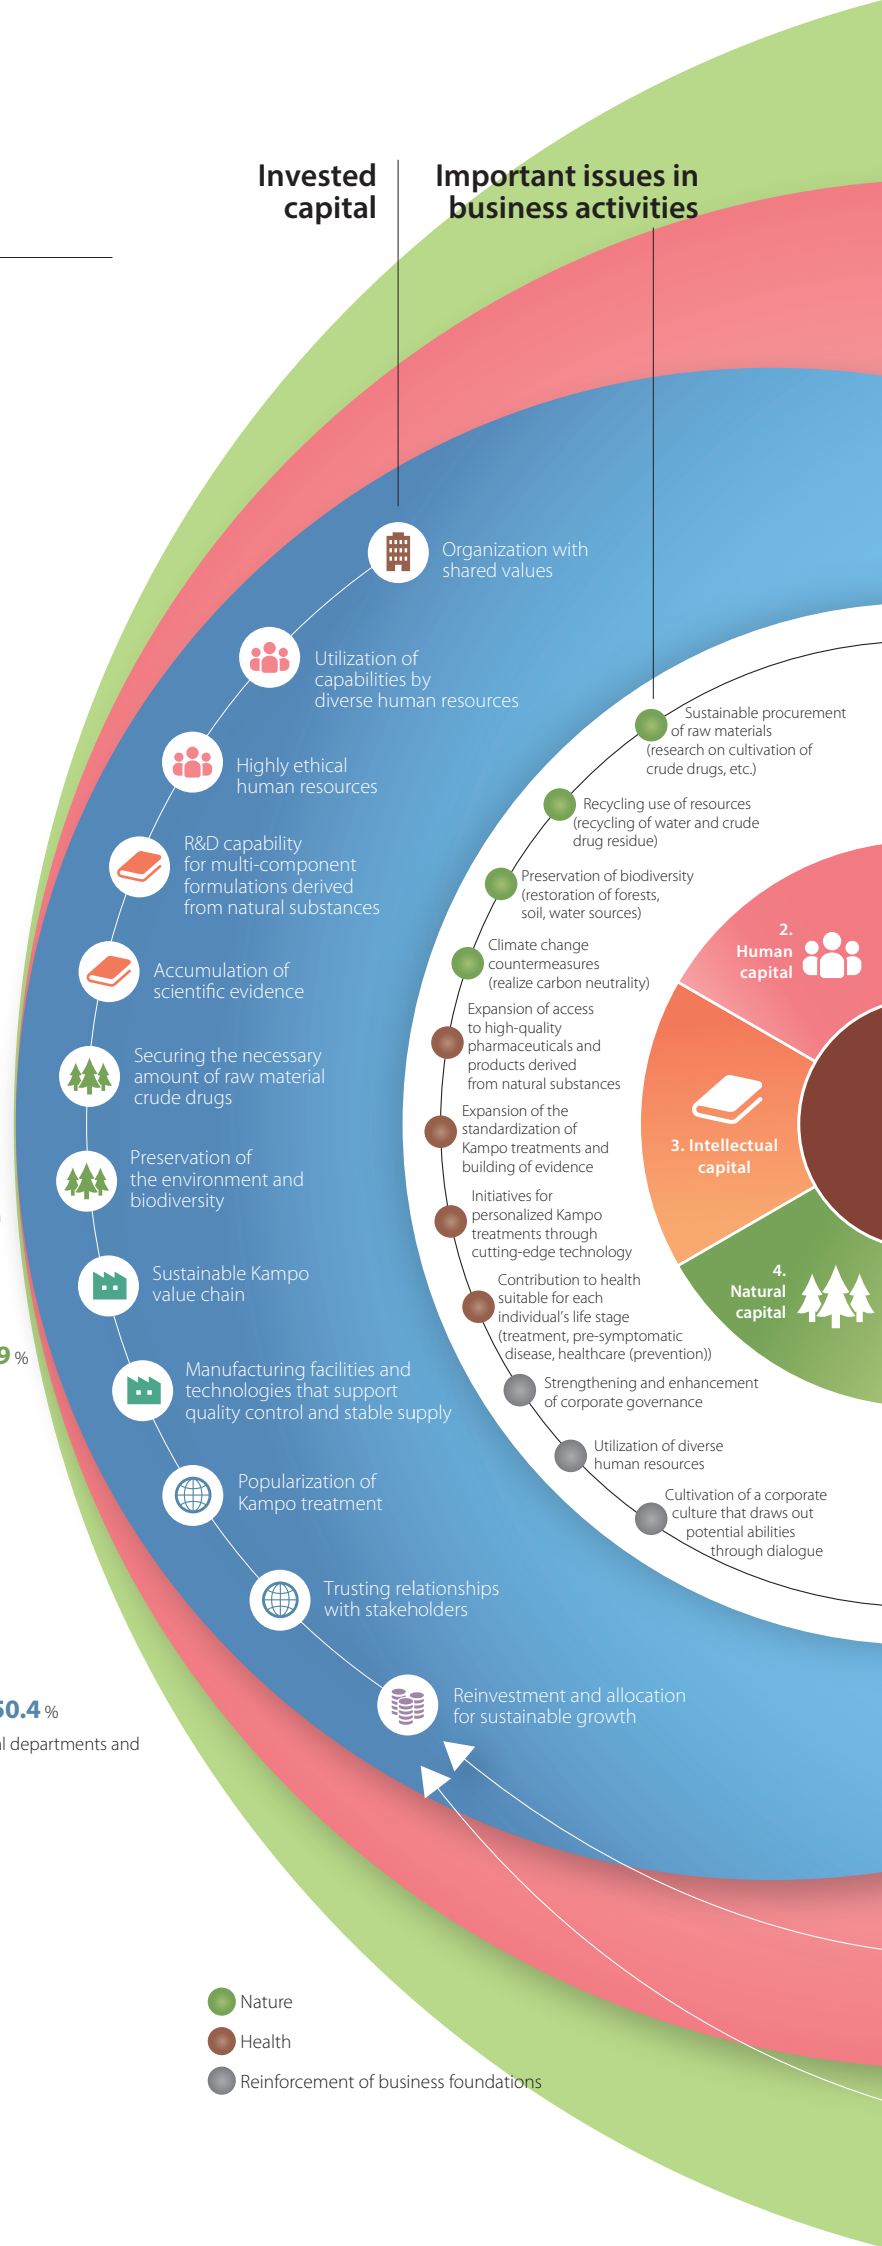 Invested
capital
Important issues in
business activities
Organization with
shared values
Utilization of
capabilities by
diverse human resources
Highly ethical
human resources
R&D capability
for multi-component
formulations derived
from natural substances
Accumulation of
scientific evidence
Securing the necessary
amount of raw material
crude drugs
Preservation of
the environment and
biodiversity
Sustainable Kampo
value chain
Manufacturing facilities and
technologies that support
quality control and stable supply
Popularization of
Kampo treatment
Trusting relationships
with stakeholders
Reinvestment and allocation
for sustainable growth
Sustainable procurement
of raw materials
(research on cultivation of
crude drugs, etc.)
Recycling use of resources
(recycling of water and crude
drug residue)
Preservation of biodiversity
(restoration of forests,
soil, water sources)
Climate change
countermeasures
(realize carbon neutrality)
Expansion of access
to high-quality
pharmaceuticals and
products derived
from natural substances
Expansion of the
standardization of
Kampo treatments and
building of evidence
Initiatives for
personalized Kampo
treatments through
cutting-edge technology
Contribution to health
suitable for each
individual's life stage
(treatment, pre-symptomatic
disease, healthcare (prevention))
Strengthening and enhancement
of corporate governance
Utilization of diverse
human resources
Cultivation of a corporate
culture that draws out
potential abilities
through dialogue
2.
Human
capital
3. Intellectual
capital
4.
Natural
capital
9 %
50.4 %
departments and
Nature
Health
Reinforcement of business foundations